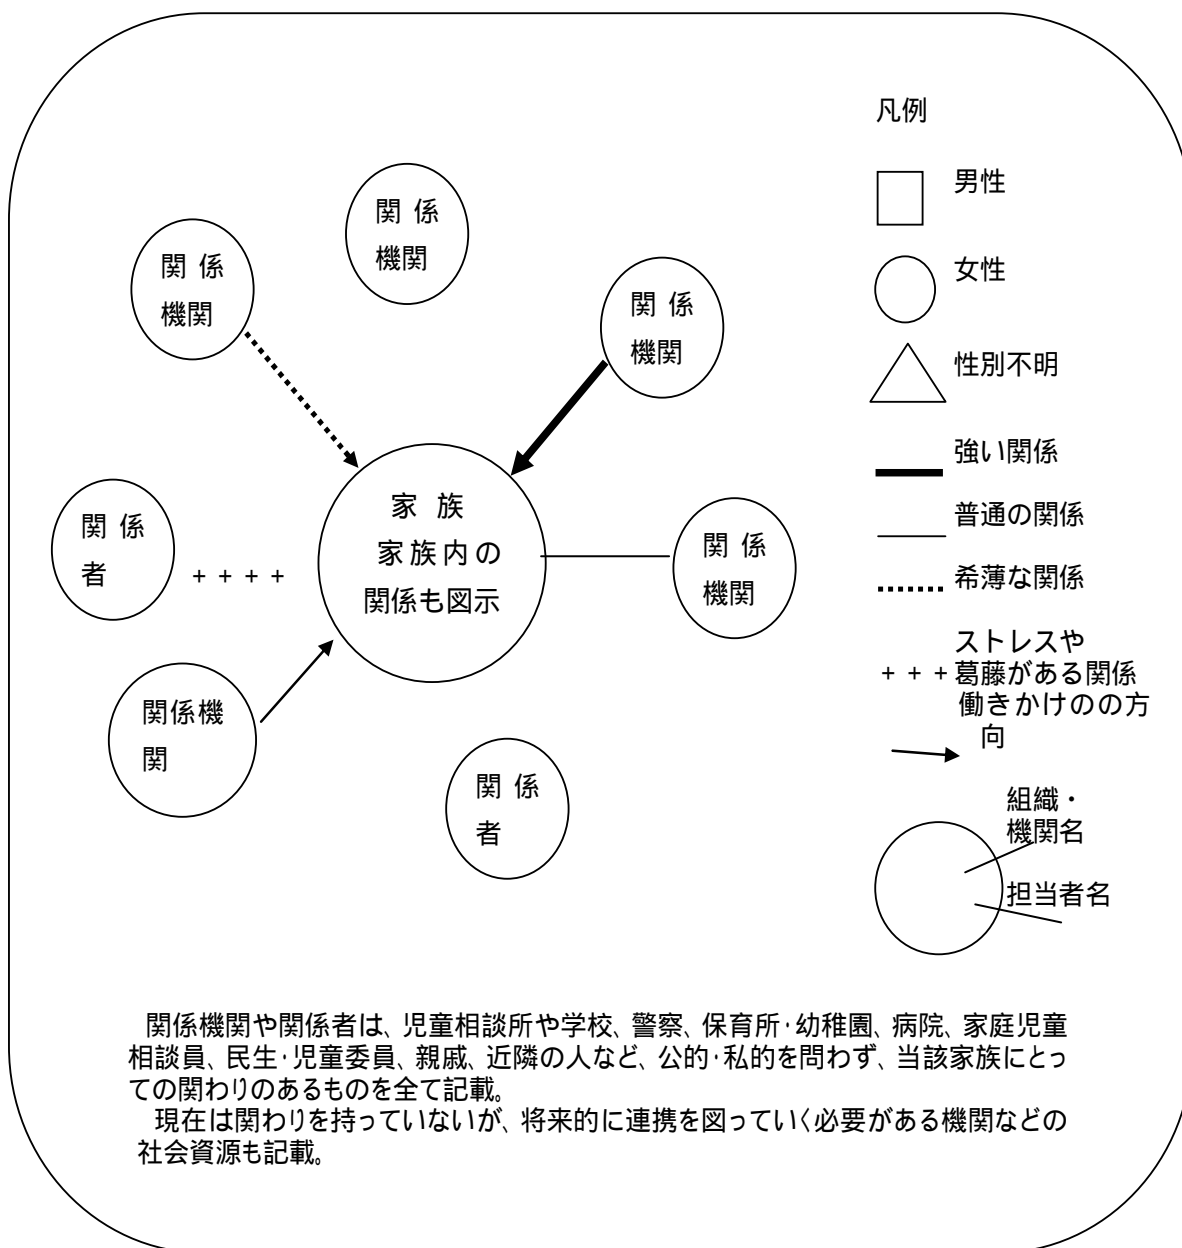 凡例
男性
女性
性別不明
強い関係
普通の関係
希薄な関係
ストレスや
+ + + 葛藤がある関係
働きかけのの方
向
組織・
機関名
担当者名
関 係
機関
関 係
機関
関 係
機関
関 係
機関
家 族
家族内の
関係も図示
関 係
者
+ + + +
関係機
関
関 係
者
関係機関や関係者は、児童相談所や学校、警察、保育所・幼稚園、病院、家庭児童
相談員、民生・児童委員、親戚、近隣の人など、公的・私的を問わず、当該家族にとっ
ての関わりのあるものを全て記載。
現在は関わりを持っていないが、将来的に連携を図っていく必要がある機関などの
社会資源も記載。